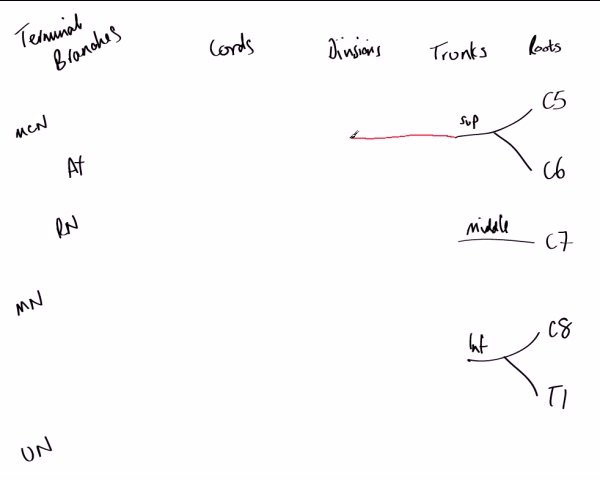 Terminal
Branches
Cords
Divisions
Trunks
Roots
MCN
Ax
RN
MN
UN
sup
C5
C6
middle
C7
Inf
C8
T1